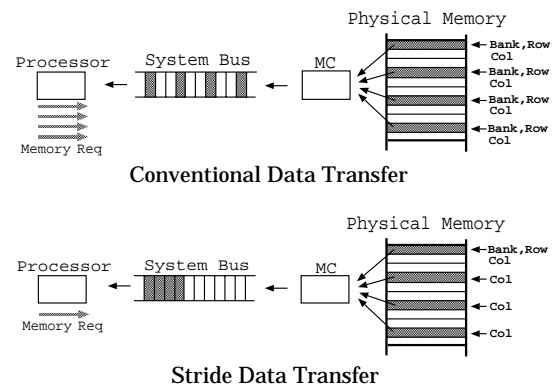 Physical Memory
Processor
System Bus
MC
Bank,Row
Col
Bank,Row
Col
Bank,Row
Col
Bank,Row
Col
Memory Req
Conventional Data Transfer
Physical Memory
Processor
System Bus
MC
Bank,Row
Col
Col
Col
Col
Memory Req
Stride Data Transfer